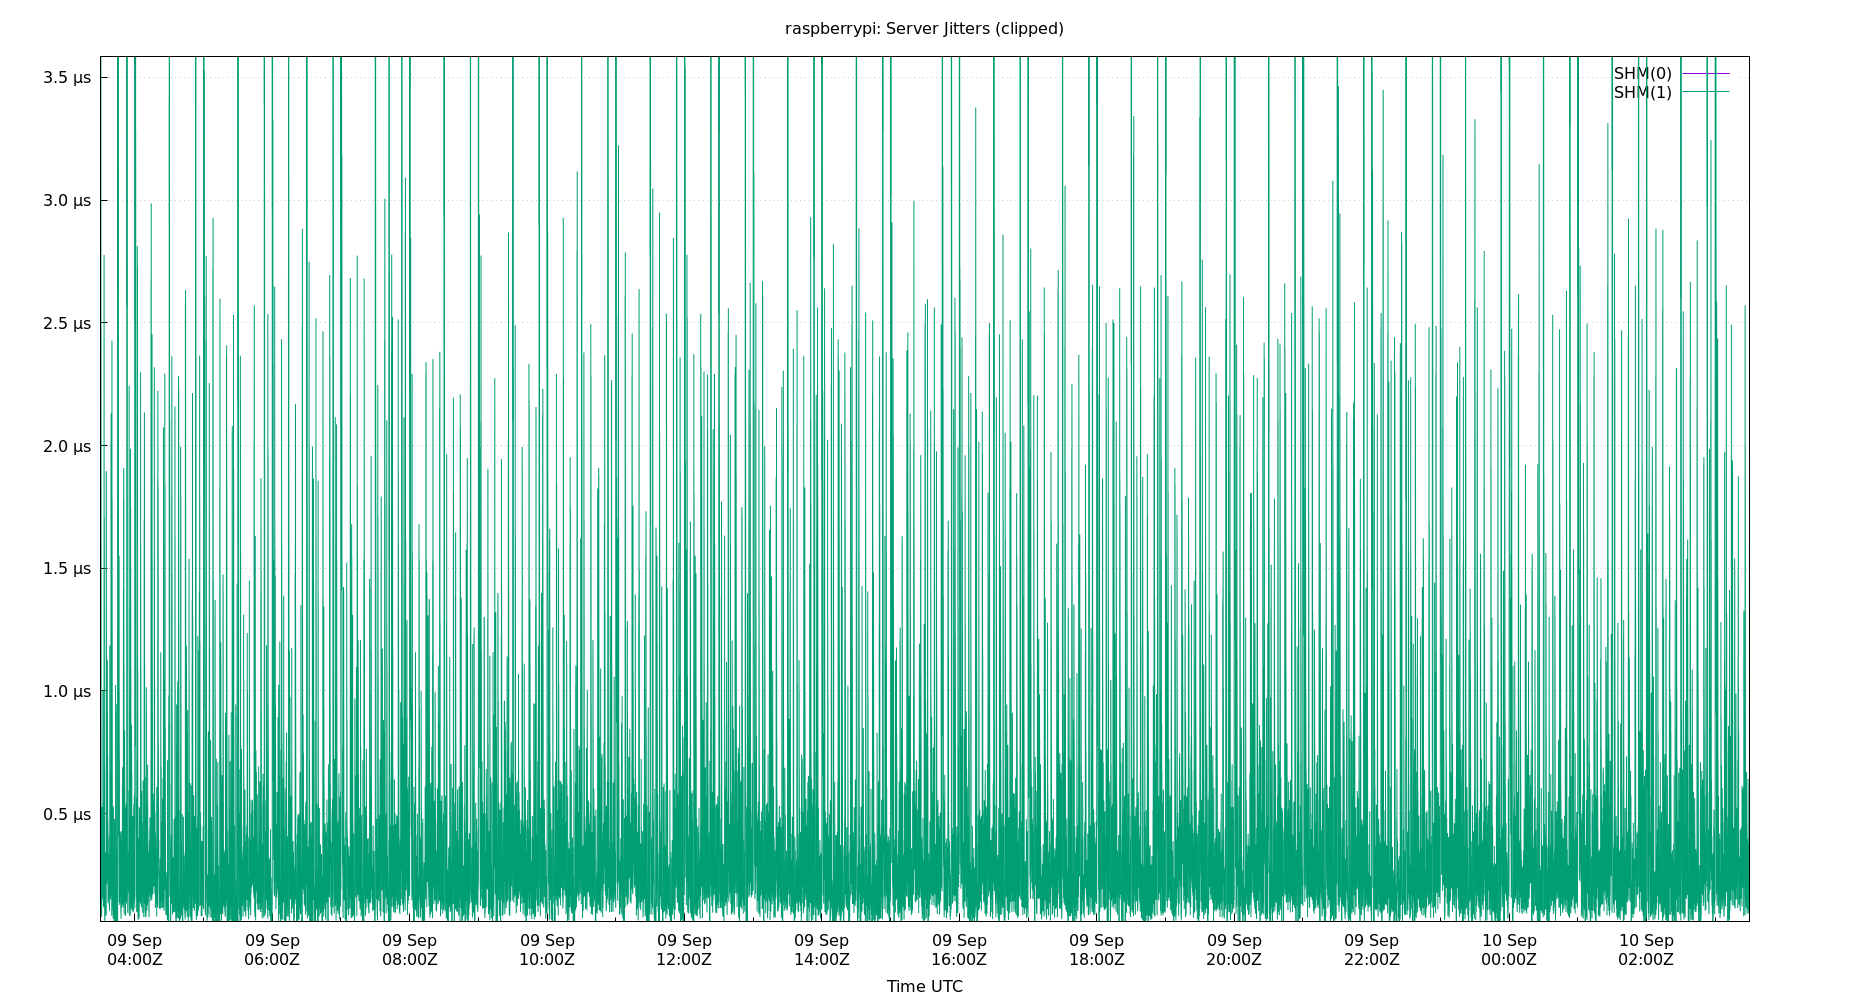 raspberrypi: Server Jitters (clipped)
SHM(0)
SHM(1)
3.5 µs
3.0 µs
2.5 µs
2.0 µs
1.5 µs
1.0 µs
0.5 µs
09 Sep 09 Sep 09 Sep 09 Sep 09 Sep 09 Sep 09 Sep 09 Sep 09 Sep 09 Sep 10 Sep 10 Sep
04:00Z 06:00Z 08:00Z 10:00Z 12:00Z 14:00Z 16:00Z 18:00Z 20:00Z 22:00Z 00:00Z 02:00Z
Time UTC